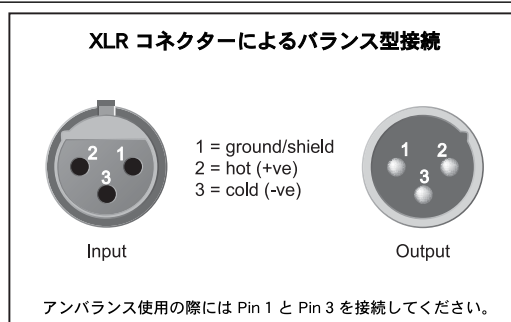 XLR コネクターによるバランス型接続
2 1
3
1 = ground/shield
2 = hot (+ve)
3 = cold (-ve)
1 2
3
Input
Output
アンバランス使用の際には Pin 1 と Pin 3 を接続してください。